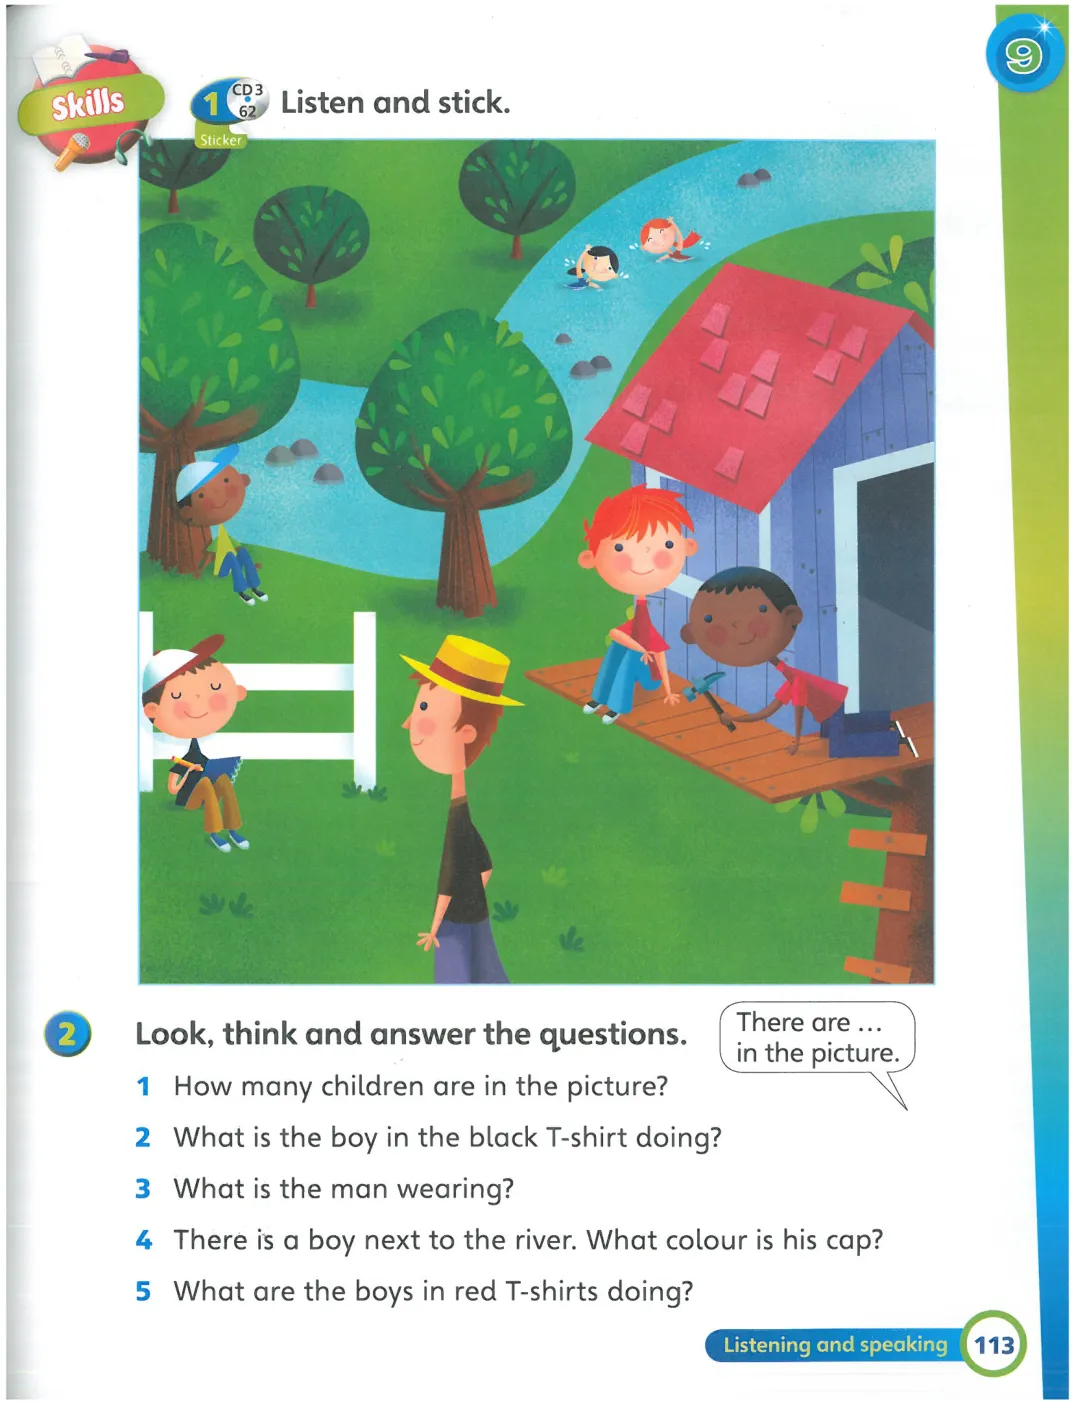 Skills
1 CD3 62
Listen and stick.
Sticker
9
2 Look, think and answer the questions.
There are ...
in the picture.
1 How many children are in the picture?
2 What is the boy in the black T-shirt doing?
3 What is the man wearing?
4 There is a boy next to the river. What colour is his cap?
5 What are the boys in red T-shirts doing?
Listening and speaking 113